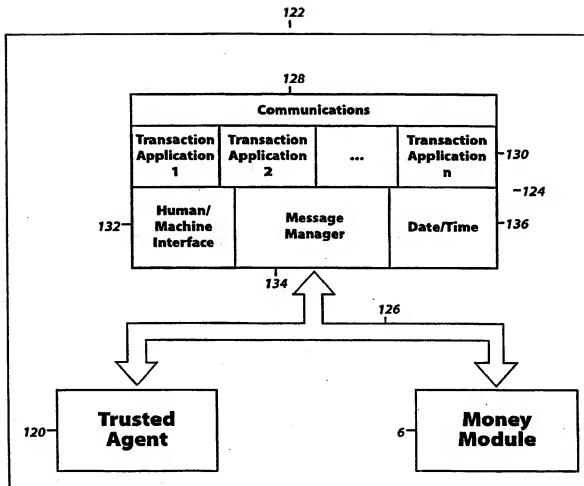 122
128
Communications
Transaction Application 1
Transaction Application 2
...
Transaction Application n
130
124
132
Human/ Machine Interface
Message Manager
Date/Time
136
134
126
120
Trusted Agent
6
Money Module